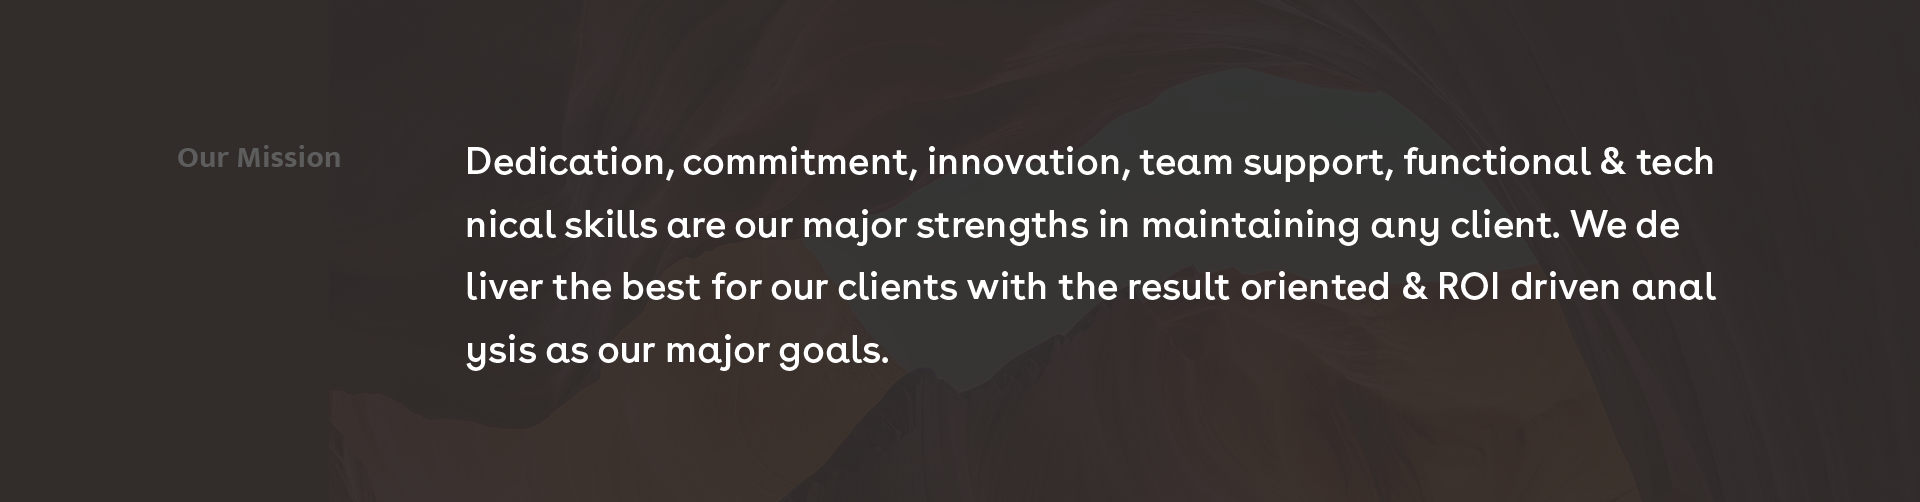 Our Mission
Dedication, commitment, innovation, team support, functional & tech
nical skills are our major strengths in maintaining any client. We de
liver the best for our clients with the result oriented & ROI driven anal
ysis as our major goals.